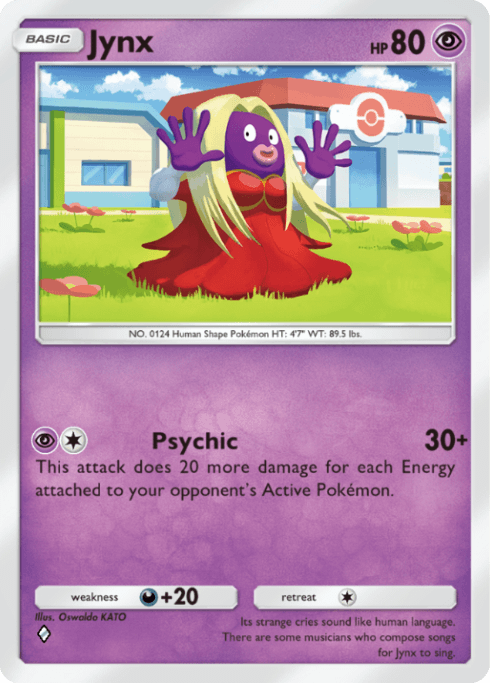 BASIC Jynx HP 80
NO. 0124 Human Shape Pokémon HT: 4'7" WT: 89.5 lbs.
Psychic 30+
This attack does 20 more damage for each Energy
attached to your opponent's Active Pokémon.
weakness +20 retreat
Illus. Oswaldo KATO
Its strange cries sound like human language.
There are some musicians who compose songs
for Jynx to sing.